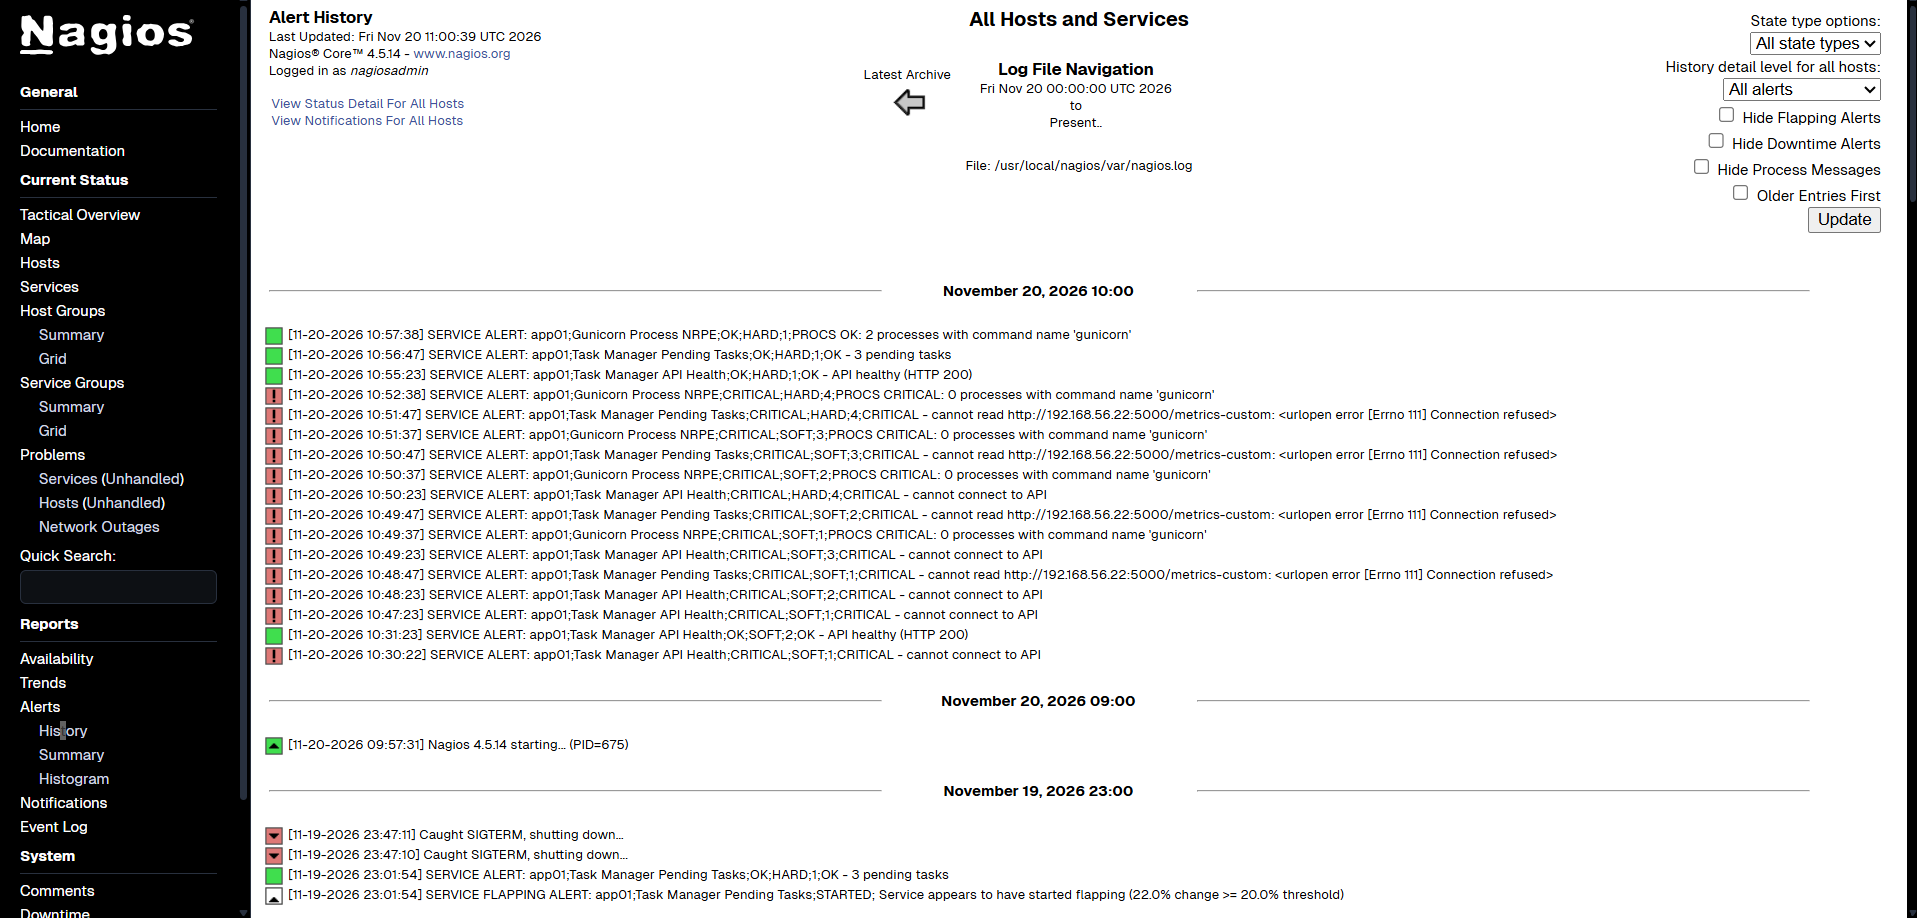 Nagios®
General
Home
Documentation
Current Status
Tactical Overview
Map
Hosts
Services
Host Groups
Summary
Grid
Service Groups
Summary
Grid
Problems
Services (Unhandled)
Hosts (Unhandled)
Network Outages
Quick Search:
Reports
Availability
Trends
Alerts
History
Summary
Histogram
Notifications
Event Log
System
Comments
Downtime
Alert History
Last Updated: Fri Nov 20 11:00:39 UTC 2026
Nagios® Core™ 4.5.14 - www.nagios.org
Logged in as nagiosadmin
View Status Detail For All Hosts
View Notifications For All Hosts
All Hosts and Services
Latest Archive
Log File Navigation
Fri Nov 20 00:00:00 UTC 2026
to
Present..
File: /usr/local/nagios/var/nagios.log
State type options:
All state types
History detail level for all hosts:
All alerts
Hide Flapping Alerts
Hide Downtime Alerts
Hide Process Messages
Older Entries First
Update
November 20, 2026 10:00
[11-20-2026 10:57:38] SERVICE ALERT: app01;Gunicorn Process NRPE;OK;HARD;1;PROCS OK: 2 processes with command name 'gunicorn'
[11-20-2026 10:56:47] SERVICE ALERT: app01;Task Manager Pending Tasks;OK;HARD;1;OK - 3 pending tasks
[11-20-2026 10:55:23] SERVICE ALERT: app01;Task Manager API Health;OK;HARD;1;OK - API healthy (HTTP 200)
[11-20-2026 10:52:38] SERVICE ALERT: app01;Gunicorn Process NRPE;CRITICAL;HARD;4;PROCS CRITICAL: 0 processes with command name 'gunicorn'
[11-20-2026 10:51:47] SERVICE ALERT: app01;Task Manager Pending Tasks;CRITICAL;HARD;4;CRITICAL - cannot read http://192.168.56.22:5000/metrics-custom: <urlopen error [Errno 111] Connection refused>
[11-20-2026 10:51:37] SERVICE ALERT: app01;Gunicorn Process NRPE;CRITICAL;SOFT;3;PROCS CRITICAL: 0 processes with command name 'gunicorn'
[11-20-2026 10:50:47] SERVICE ALERT: app01;Task Manager Pending Tasks;CRITICAL;SOFT;3;CRITICAL - cannot read http://192.168.56.22:5000/metrics-custom: <urlopen error [Errno 111] Connection refused>
[11-20-2026 10:50:37] SERVICE ALERT: app01;Gunicorn Process NRPE;CRITICAL;SOFT;2;PROCS CRITICAL: 0 processes with command name 'gunicorn'
[11-20-2026 10:50:23] SERVICE ALERT: app01;Task Manager API Health;CRITICAL;HARD;4;CRITICAL - cannot connect to API
[11-20-2026 10:49:47] SERVICE ALERT: app01;Task Manager Pending Tasks;CRITICAL;SOFT;2;CRITICAL - cannot read http://192.168.56.22:5000/metrics-custom: <urlopen error [Errno 111] Connection refused>
[11-20-2026 10:49:37] SERVICE ALERT: app01;Gunicorn Process NRPE;CRITICAL;SOFT;1;PROCS CRITICAL: 0 processes with command name 'gunicorn'
[11-20-2026 10:49:23] SERVICE ALERT: app01;Task Manager API Health;CRITICAL;SOFT;3;CRITICAL - cannot connect to API
[11-20-2026 10:48:47] SERVICE ALERT: app01;Task Manager Pending Tasks;CRITICAL;SOFT;1;CRITICAL - cannot read http://192.168.56.22:5000/metrics-custom: <urlopen error [Errno 111] Connection refused>
[11-20-2026 10:48:23] SERVICE ALERT: app01;Task Manager API Health;CRITICAL;SOFT;2;CRITICAL - cannot connect to API
[11-20-2026 10:47:23] SERVICE ALERT: app01;Task Manager API Health;CRITICAL;SOFT;1;CRITICAL - cannot connect to API
[11-20-2026 10:31:23] SERVICE ALERT: app01;Task Manager API Health;OK;SOFT;2;OK - API healthy (HTTP 200)
[11-20-2026 10:30:22] SERVICE ALERT: app01;Task Manager API Health;CRITICAL;SOFT;1;CRITICAL - cannot connect to API
November 20, 2026 09:00
[11-20-2026 09:57:31] Nagios 4.5.14 starting... (PID=675)
November 19, 2026 23:00
[11-19-2026 23:47:11] Caught SIGTERM, shutting down...
[11-19-2026 23:47:10] Caught SIGTERM, shutting down...
[11-19-2026 23:01:54] SERVICE ALERT: app01;Task Manager Pending Tasks;OK;HARD;1;OK - 3 pending tasks
[11-19-2026 23:01:54] SERVICE FLAPPING ALERT: app01;Task Manager Pending Tasks;STARTED; Service appears to have started flapping (22.0% change >= 20.0% threshold)